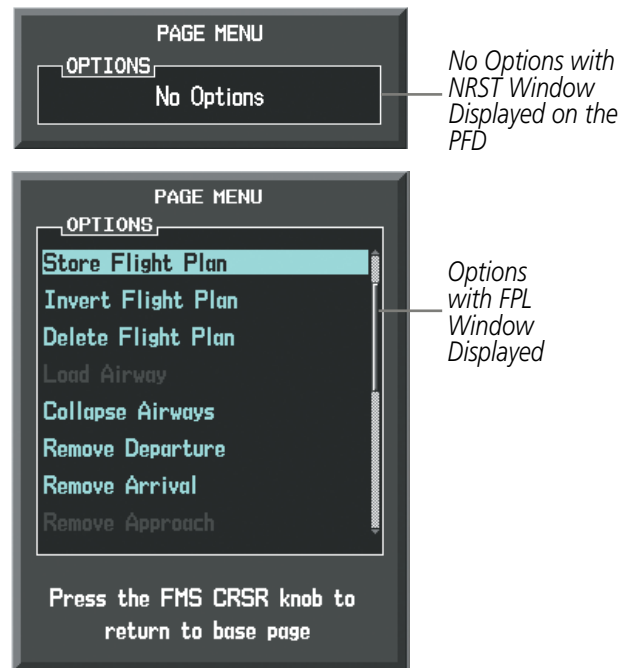 PAGE MENU
OPTIONS
No Options
No Options with
NRST Window
Displayed on the
PFD
PAGE MENU
OPTIONS
Store Flight Plan
Invert Flight Plan
Delete Flight Plan
Load Airway
Collapse Airways
Remove Departure
Remove Arrival
Remove Approach
Press the FMS CRSR knob to
return to base page
Options
with FPL
Window
Displayed